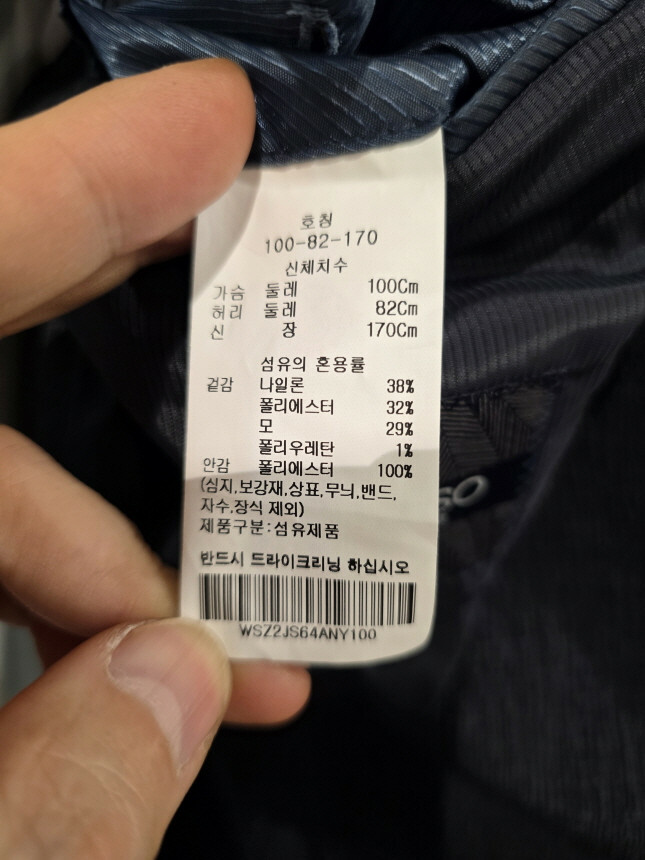 호칭
100-82-170
신체치수
가슴 둘레 100Cm
허리 둘레 82Cm
신 장 170Cm
섬유의 혼용률
겉감 나일론 38%
폴리에스터 32%
모 29%
폴리우레탄 1%
안감 폴리에스터 100%
(심지,보강재,상표,무늬,밴드,
자수,장식 제외)
제품구분:섬유제품
반드시 드라이크리닝 하십시오
WSZ2JS64ANY100